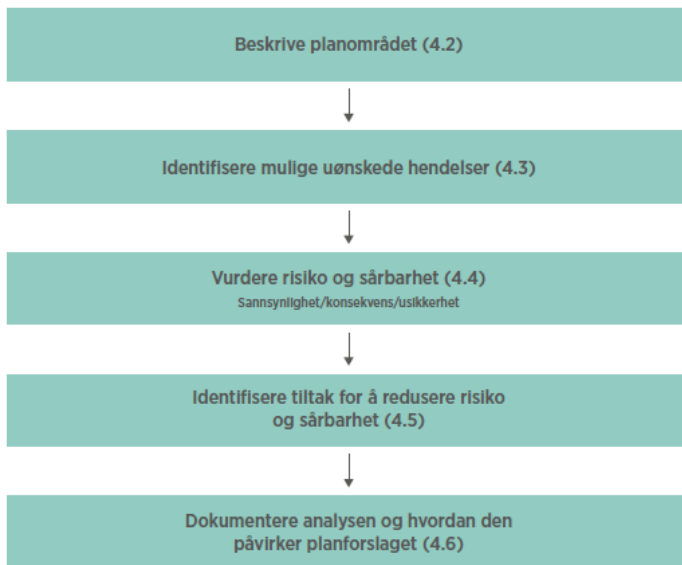 Beskrive planområdet (4.2)
Identifisere mulige uønskede hendelser (4.3)
Vurdere risiko og sårbarhet (4.4)
Sannsynlighet/konsekvens/usikkerhet
Identifisere tiltak for å redusere risiko
og sårbarhet (4.5)
Dokumentere analysen og hvordan den
påvirker planforslaget (4.6)